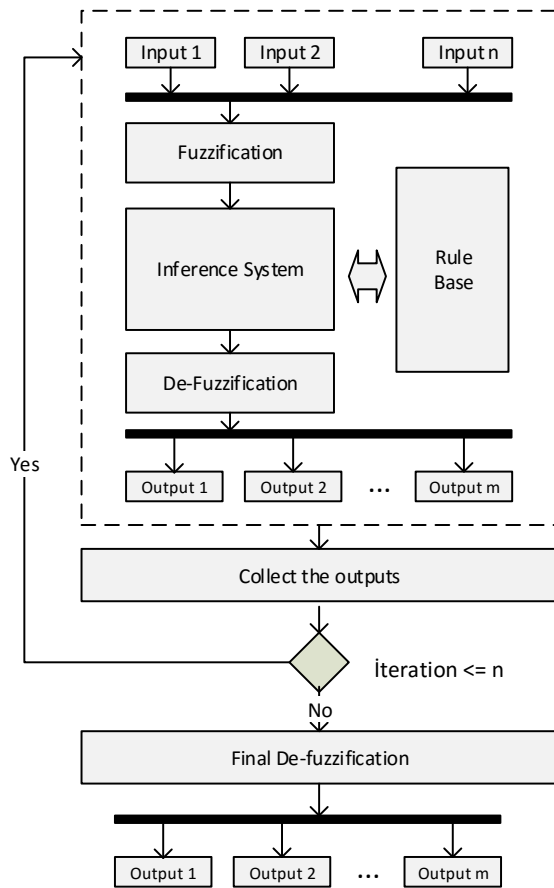 Input 1
Input 2
Input n
Fuzzification
Inference System
Rule
Base
De-Fuzzification
Yes
Output 1
Output 2
...
Output m
Collect the outputs
İteration <= n
No
Final De-fuzzification
Output 1
Output 2
...
Output m